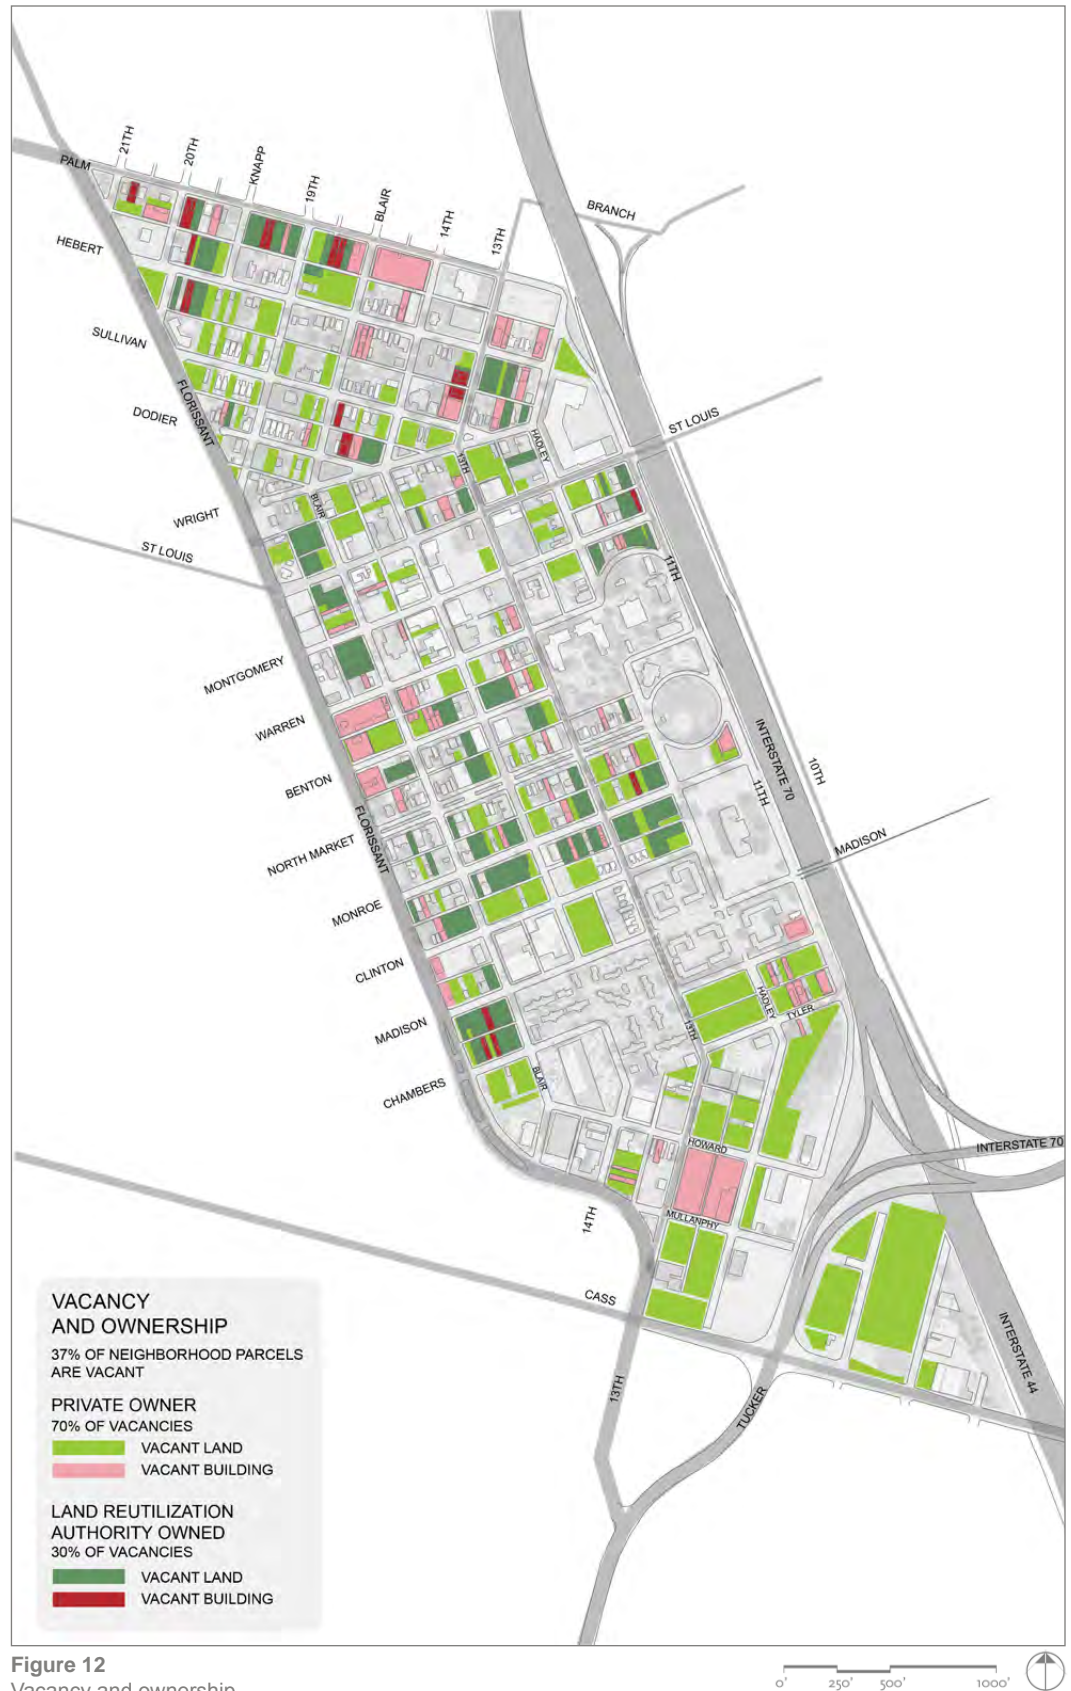 21TH
20TH
KNAPP
19TH
BLAIR
14TH
13TH
BRANCH
PALM
HEBERT
SULLIVAN
FLORISSANT
DODIER
ST LOUIS
HADLEY
13TH
BLAIR
WRIGHT
ST LOUIS
11TH
MONTGOMERY
WARREN
INTERSTATE 70
10TH
11TH
BENTON
FLORISSANT
NORTH MARKET
MADISON
MONROE
CLINTON
HADLEY
TYLER
13TH
MADISON
BLAIR
CHAMBERS
HOWARD
INTERSTATE 70
14TH
MULLANPHY
CASS
INTERSTATE 44
13TH
TUCKER
VACANCY
AND OWNERSHIP
37% OF NEIGHBORHOOD PARCELS
ARE VACANT
PRIVATE OWNER
70% OF VACANCIES
VACANT LAND
VACANT BUILDING
LAND REUTILIZATION
AUTHORITY OWNED
30% OF VACANCIES
VACANT LAND
VACANT BUILDING
Figure 12
Vacancy and ownership
0' 250' 500' 1000'